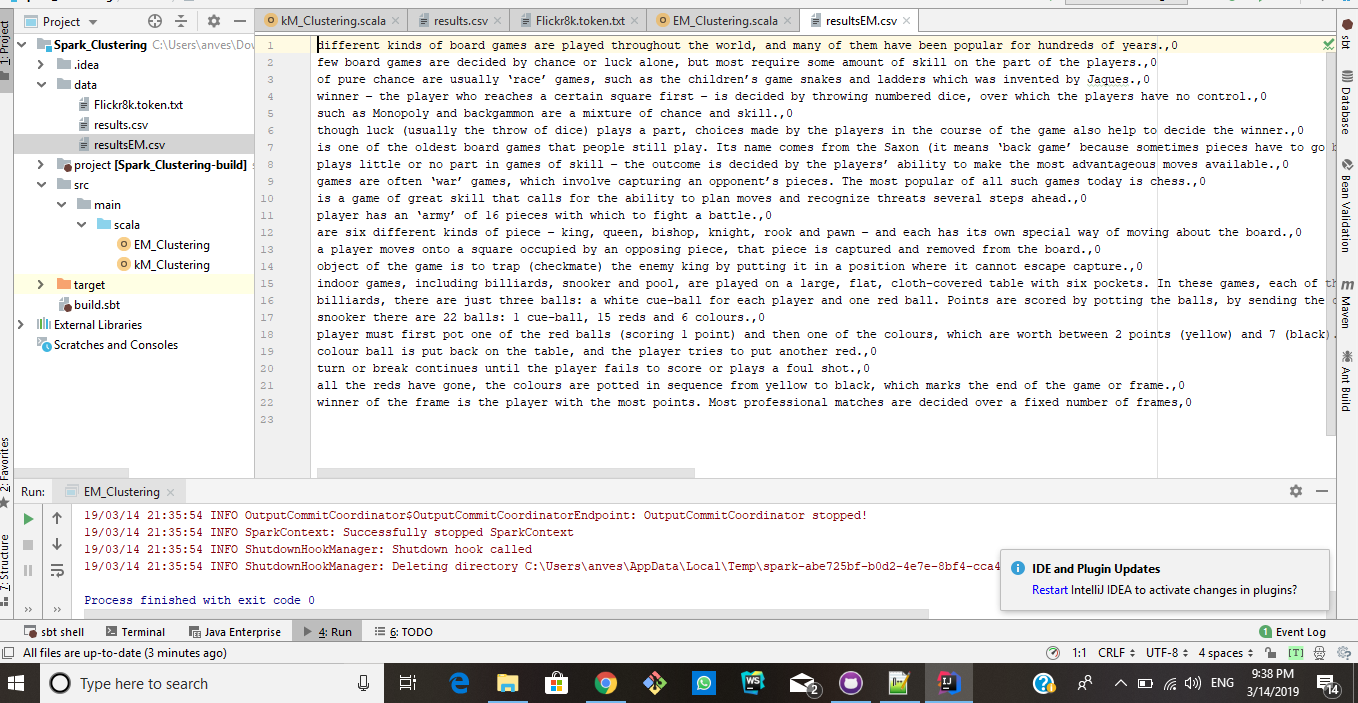 Project
kM_Clustering.scala
results.csv
Flickr8k.token.txt
EM_Clustering.scala
resultsEM.csv
1: Project
Spark_Clustering C:\Users\anves\Dov
.idea
data
Flickr8k.token.txt
results.csv
resultsEM.csv
project [Spark_Clustering-build]
src
main
scala
EM_Clustering
kM_Clustering
target
build.sbt
External Libraries
Scratches and Consoles
1 different kinds of board games are played throughout the world, and many of them have been popular for hundreds of years.,0
2 few board games are decided by chance or luck alone, but most require some amount of skill on the part of the players.,0
3 of pure chance are usually ‘race’ games, such as the children’s game snakes and ladders which was invented by Jaques.,0
4 winner – the player who reaches a certain square first – is decided by throwing numbered dice, over which the players have no control.,0
5 such as Monopoly and backgammon are a mixture of chance and skill.,0
6 though luck (usually the throw of dice) plays a part, choices made by the players in the course of the game also help to decide the winner.,0
7 is one of the oldest board games that people still play. Its name comes from the Saxon (it means ‘back game’ because sometimes pieces have to go b
8 plays little or no part in games of skill – the outcome is decided by the players’ ability to make the most advantageous moves available.,0
9 games are often ‘war’ games, which involve capturing an opponent’s pieces. The most popular of all such games today is chess.,0
10 is a game of great skill that calls for the ability to plan moves and recognize threats several steps ahead.,0
11 player has an ‘army’ of 16 pieces with which to fight a battle.,0
12 are six different kinds of piece – king, queen, bishop, knight, rook and pawn – and each has its own special way of moving about the board.,0
13 a player moves onto a square occupied by an opposing piece, that piece is captured and removed from the board.,0
14 object of the game is to trap (checkmate) the enemy king by putting it in a position where it cannot escape capture.,0
15 indoor games, including billiards, snooker and pool, are played on a large, flat, cloth-covered table with six pockets. In these games, each of th
16 billiards, there are just three balls: a white cue-ball for each player and one red ball. Points are scored by potting the balls, by sending the
17 snooker there are 22 balls: 1 cue-ball, 15 reds and 6 colours.,0
18 player must first pot one of the red balls (scoring 1 point) and then one of the colours, which are worth between 2 points (yellow) and 7 (black).
19 colour ball is put back on the table, and the player tries to put another red.,0
20 turn or break continues until the player fails to score or plays a foul shot.,0
21 all the reds have gone, the colours are potted in sequence from yellow to black, which marks the end of the game or frame.,0
22 winner of the frame is the player with the most points. Most professional matches are decided over a fixed number of frames,0
23
sbt
Database
Bean Validation
m Maven
Ant Build
2: Favorites
7: Structure
Run: EM_Clustering
19/03/14 21:35:54 INFO OutputCommitCoordinator$OutputCommitCoordinatorEndpoint: OutputCommitCoordinator stopped!
19/03/14 21:35:54 INFO SparkContext: Successfully stopped SparkContext
19/03/14 21:35:54 INFO ShutdownHookManager: Shutdown hook called
19/03/14 21:35:54 INFO ShutdownHookManager: Deleting directory C:\Users\anves\AppData\Local\Temp\spark-abe725bf-b0d2-4e7e-8bf4-cca4
Process finished with exit code 0
IDE and Plugin Updates
Restart IntelliJ IDEA to activate changes in plugins?
sbt shell
Terminal
Java Enterprise
4: Run
6: TODO
1 Event Log
All files are up-to-date (3 minutes ago)
1:1 CRLF UTF-8 4 spaces [T]
Type here to search
WS
2
IJ
ENG
9:38 PM
3/14/2019
14